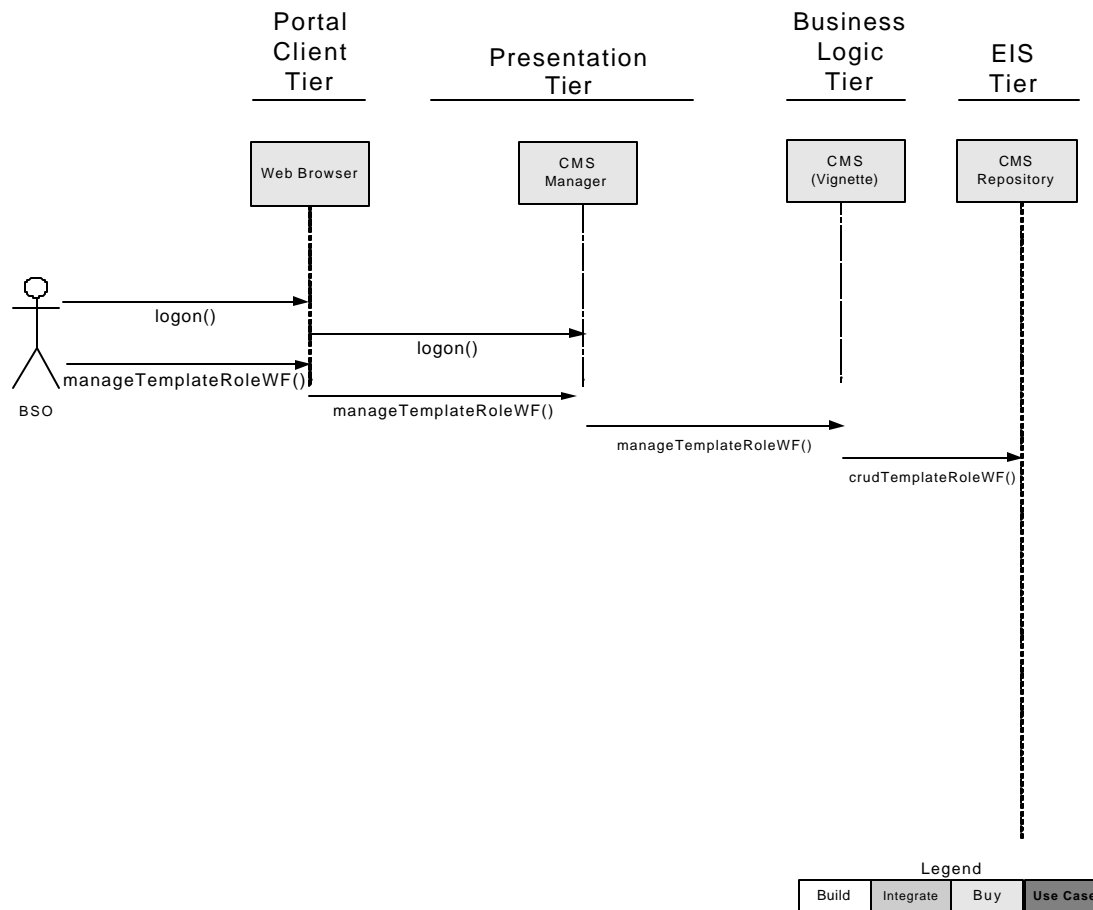 Portal
Client
Tier
Presentation
Tier
Business
Logic
Tier
EIS
Tier
Web Browser
CMS
Manager
CMS
(Vignette)
CMS
Repository
logon()
logon()
manageTemplateRoleWF()
BSO
manageTemplateRoleWF()
manageTemplateRoleWF()
crudTemplateRoleWF()
Legend
Build
Integrate
Buy
Use Case